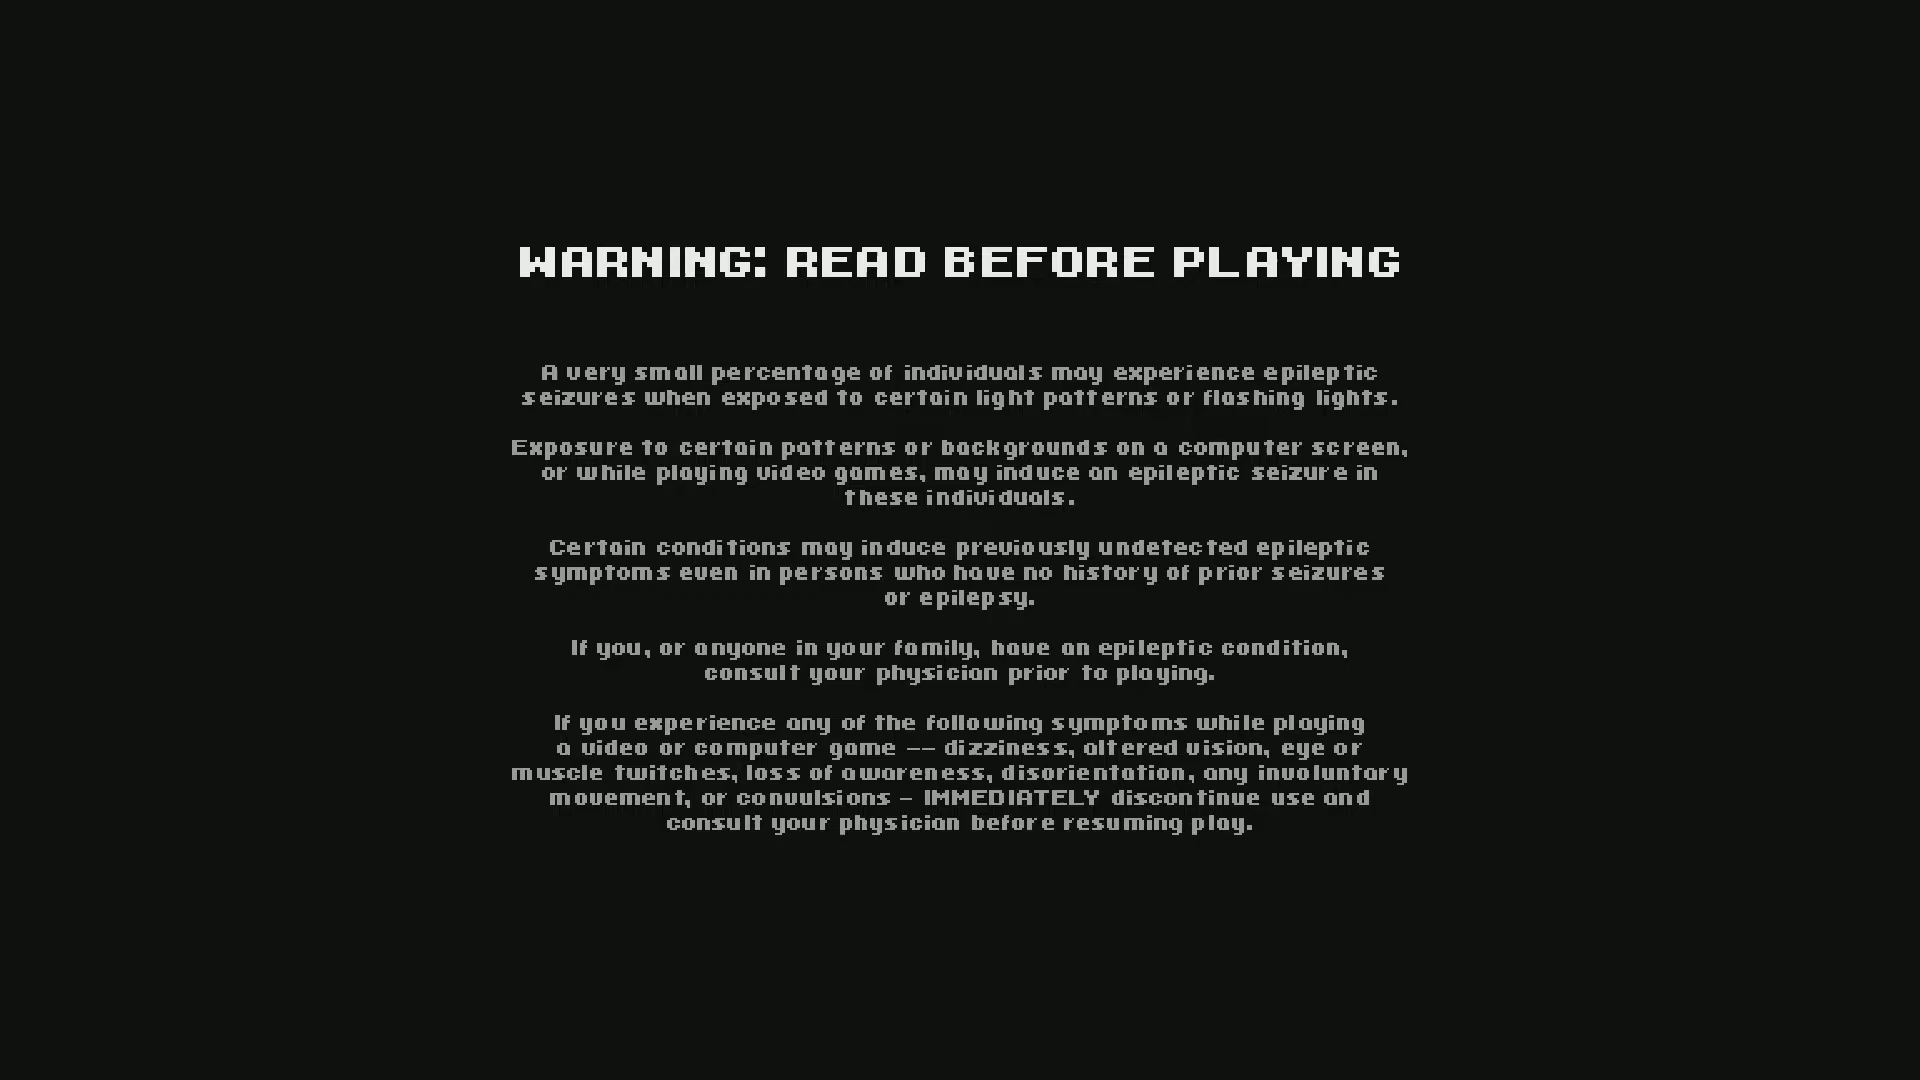 WARNING: READ BEFORE PLAYING
A very small percentage of individuals may experience epileptic
seizures when exposed to certain light patterns or flashing lights.
Exposure to certain patterns or backgrounds on a computer screen,
or while playing video games, may induce an epileptic seizure in
these individuals.
Certain conditions may induce previously undetected epileptic
symptoms even in persons who have no history of prior seizures
or epilepsy.
If you, or anyone in your family, have an epileptic condition,
consult your physician prior to playing.
If you experience any of the following symptoms while playing
a video or computer game -- dizziness, altered vision, eye or
muscle twitches, loss of awareness, disorientation, any involuntary
movement, or convulsions - IMMEDIATELY discontinue use and
consult your physician before resuming play.